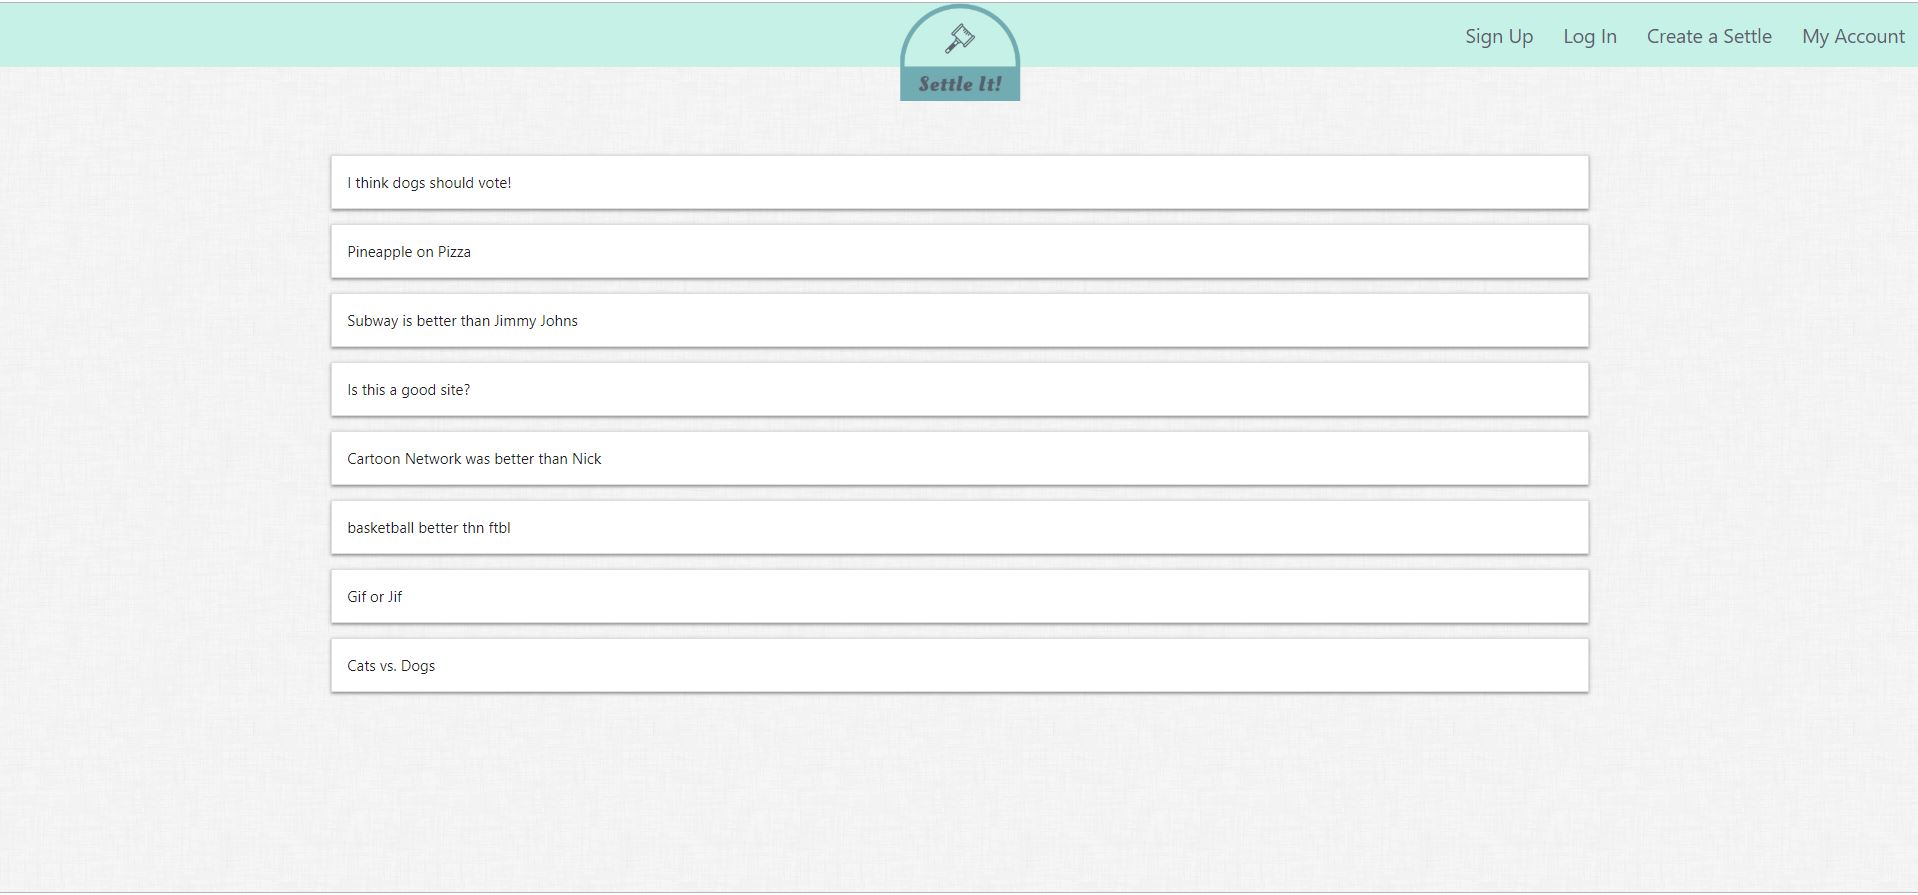 Sign Up Log In Create a Settle My Account
Settle It!
I think dogs should vote!
Pineapple on Pizza
Subway is better than Jimmy Johns
Is this a good site?
Cartoon Network was better than Nick
basketball better thn ftbl
Gif or Jif
Cats vs. Dogs